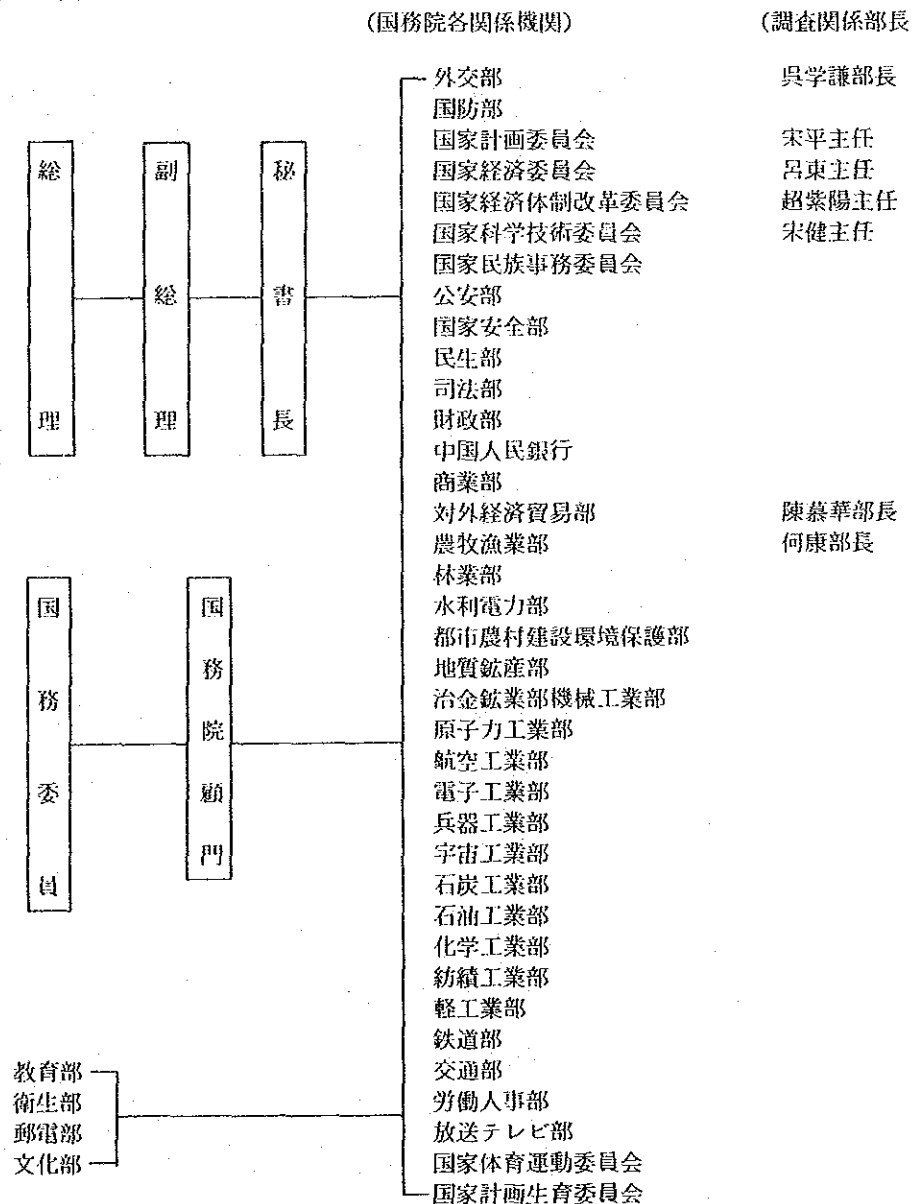 (国務院各関係機関)
(調査関係部長
外交部 呉学謙部長
国防部
国家計画委員会 宋平主任
国家経済委員会 呂東主任
国家経済体制改革委員会 超紫陽主任
国家科学技術委員会 宋健主任
国家民族事務委員会
公安部
国家安全部
民生部
司法部
財政部
中国人民銀行
商業部
対外経済貿易部 陳慕華部長
農牧漁業部 何康部長
林業部
水利電力部
都市農村建設環境保護部
地質鉱産部
冶金鉱業部機械工業部
原子力工業部
航空工業部
電子工業部
兵器工業部
宇宙工業部
石炭工業部
石油工業部
化学工業部
紡績工業部
軽工業部
鉄道部
交通部
労働人事部
放送テレビ部
国家体育運動委員会
国家計画生育委員会
総理
副総理
秘書長
国務委員
国務院顧門
教育部
衛生部
郵電部
文化部